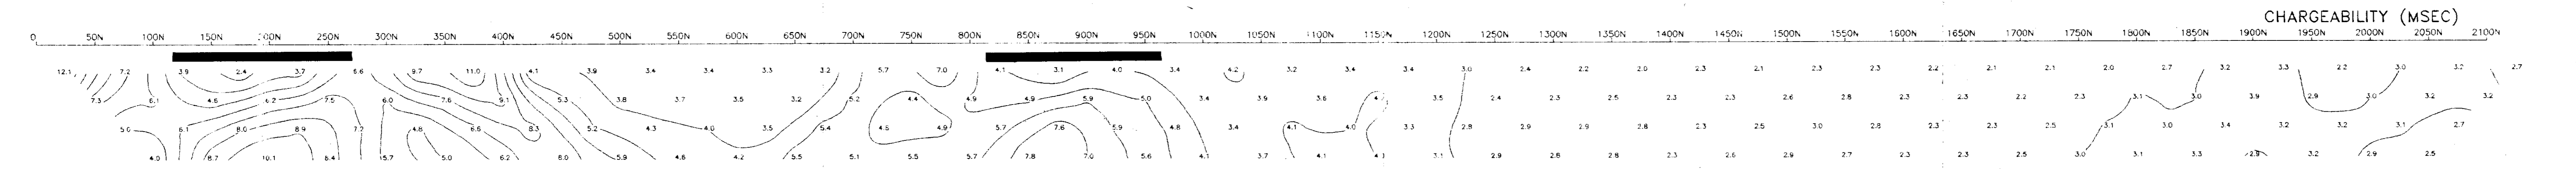 CHARGEABILITY (MSEC)
0 50N 100N 150N 200N 250N 300N 350N 400N 450N 500N 550N 600N 650N 700N 750N 800N 850N 900N 950N 1000N 1050N 1100N 1150N 1200N 1250N 1300N 1350N 1400N 1450N 1500N 1550N 1600N 1650N 1700N 1750N 1800N 1850N 1900N 1950N 2000N 2050N 2100N
12.1 7.2 3.9 2.4 3.7 6.6 9.7 11.0 4.1 3.9 3.4 3.4 3.3 3.2 5.7 7.0 4.1 3.1 4.0 3.4 4.2 3.2 3.4 3.4 3.0 2.4 2.2 2.0 2.3 2.3 2.1 2.2 2.2 2.1 2.1 2.0 2.7 3.2 3.3 2.2 3.0 3.2 2.7
7.3 6.1 4.6 6.2 7.5 6.0 7.6 9.1 5.3 3.8 3.7 3.5 3.2 5.2 4.4 4.9 4.9 5.9 5.0 3.4 3.9 3.6 3.5 2.4 2.3 2.5 2.3 2.3 2.6 2.8 2.3 2.2 2.3 3.1 3.0 3.9 2.9 3.0 3.2 3.2
5.0 6.1 8.0 8.9 7.2 4.8 6.5 8.3 5.2 4.3 4.0 3.5 5.4 4.5 4.9 5.7 7.6 5.9 4.8 3.4 4.1 4.0 3.3 2.8 2.9 2.9 2.8 2.3 2.5 3.0 2.8 2.3 2.3 2.5 3.1 3.0 3.4 3.2 3.2 3.1 2.7
4.0 8.7 10.1 8.4 5.7 5.0 6.2 6.0 5.9 4.6 4.2 5.5 5.1 5.5 5.7 7.8 7.0 5.6 4.1 3.7 4.1 3.1 2.9 2.8 2.8 2.3 2.6 2.9 2.7 2.3 2.3 2.5 3.0 3.1 3.3 2.9 3.2 2.9 2.5